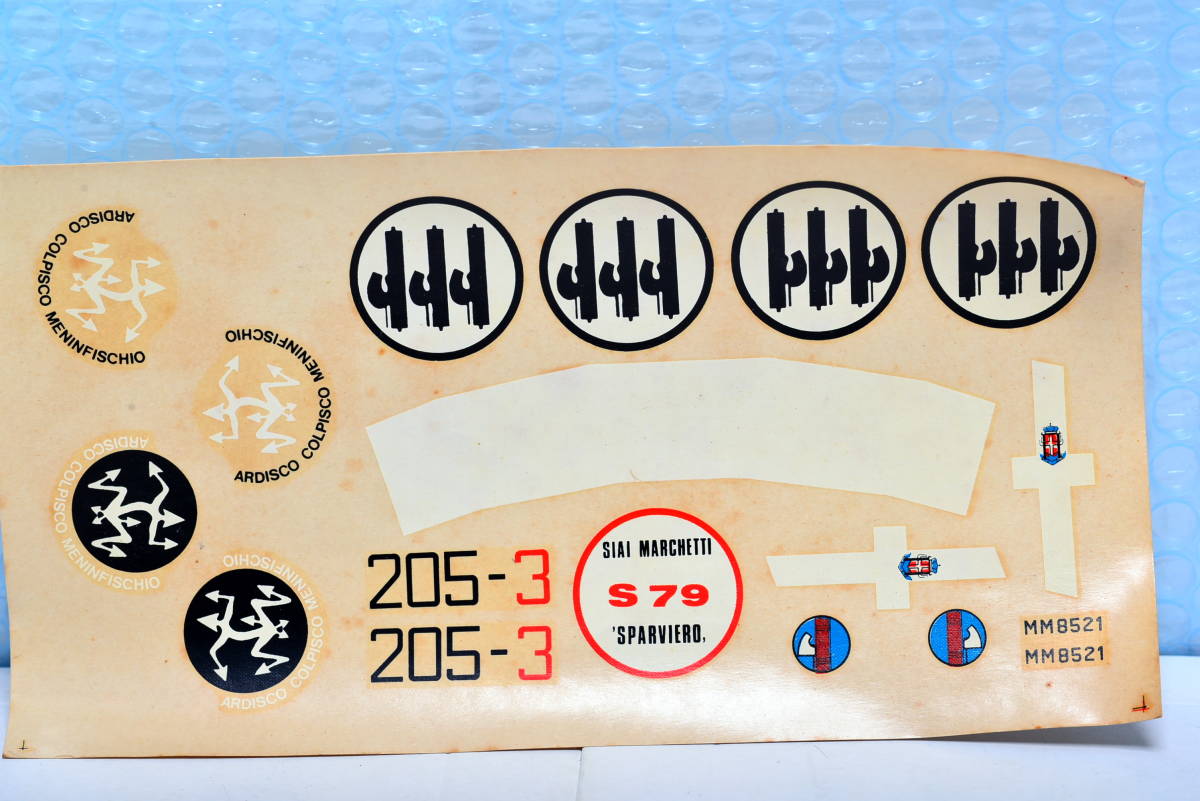 ARDISCO COLPISCO MENINFISCHIO
ARDISCO COLPISCO MENINFISCHIO
ARDISCO COLPISCO MENINFISCHIO
ARDISCO COLPISCO MENINFISCHIO
205-3
205-3
SIAI MARCHETTI
S 79
'SPARVIERO,
MM8521
MM8521